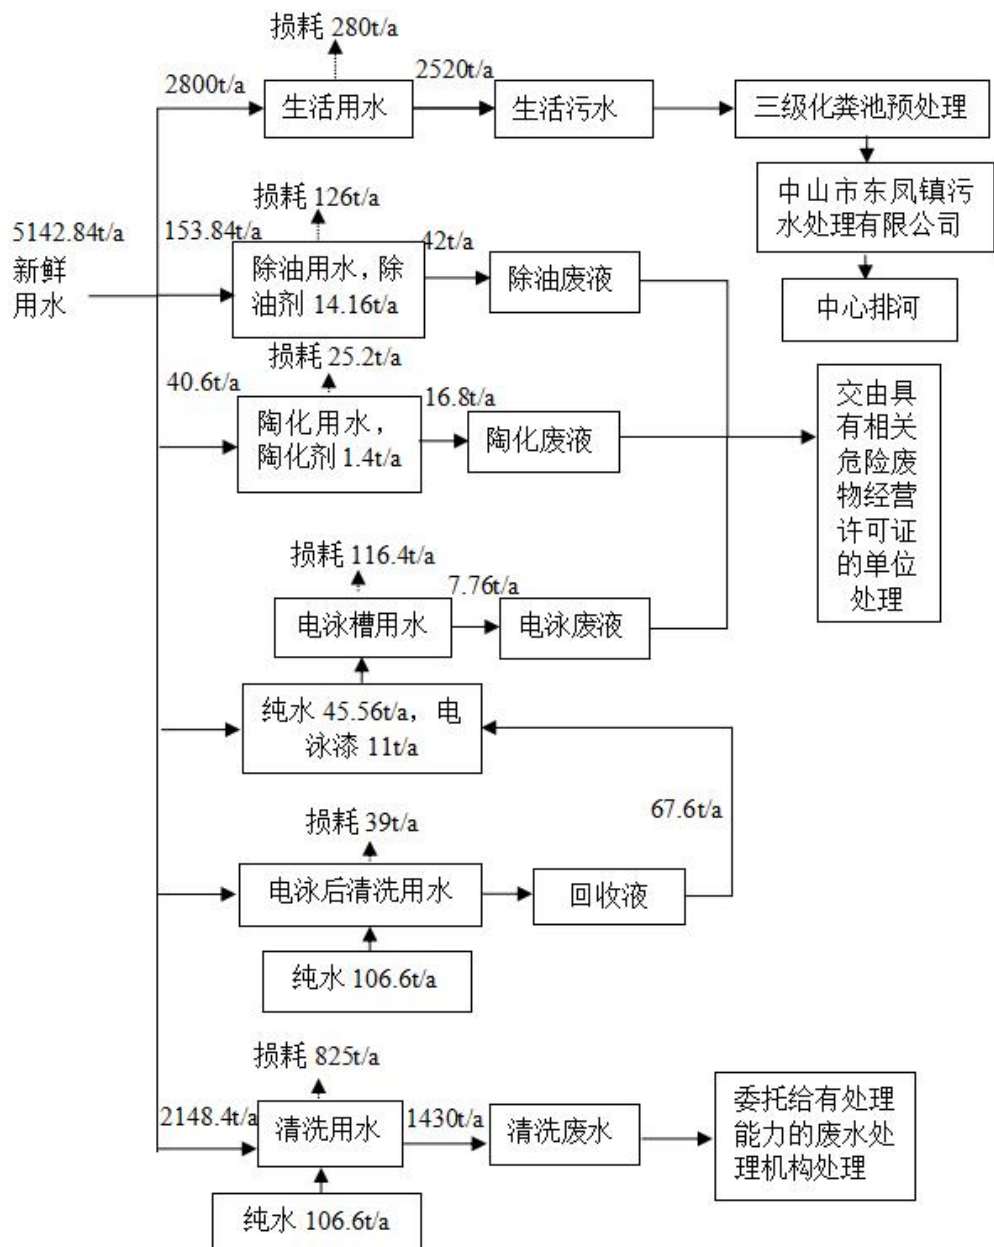 损耗 280t/a
2800t/a
2520t/a
生活用水
生活污水
三级化粪池预处理
中山市东凤镇污
水处理有限公司
中心排河
5142.84t/a
新鲜
用水
损耗 126t/a
153.84t/a
42t/a
除油用水，除
油剂 14.16t/a
除油废液
损耗 25.2t/a
40.6t/a
16.8t/a
陶化用水，
陶化剂 1.4t/a
陶化废液
交由具
有相关
危险废
物经营
许可证
的单位
处理
损耗 116.4t/a
7.76t/a
电泳槽用水
电泳废液
纯水 45.56t/a，电
泳漆 11t/a
67.6t/a
损耗 39t/a
电泳后清洗用水
回收液
纯水 106.6t/a
损耗 825t/a
2148.4t/a
1430t/a
清洗用水
清洗废水
委托给有处理
能力的废水处
理机构处理
纯水 106.6t/a